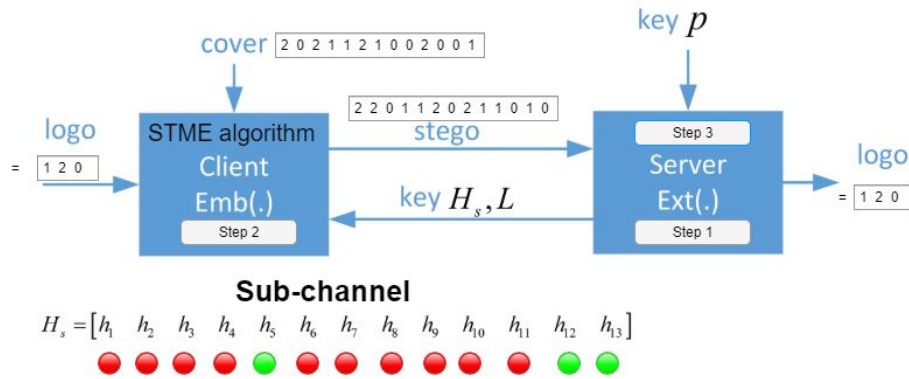 key p
cover 2 0 2 1 1 2 1 0 0 2 0 0 1
2 2 0 1 1 2 0 2 1 1 0 1 0
logo
STME algorithm
stego
Step 3
Client
Server
logo
= 1 2 0
Emb(.)
key H_s, L
Ext(.)
= 1 2 0
Step 2
Step 1
Sub-channel
H_s = [h_1 h_2 h_3 h_4 h_5 h_6 h_7 h_8 h_9 h_10 h_11 h_12 h_13]